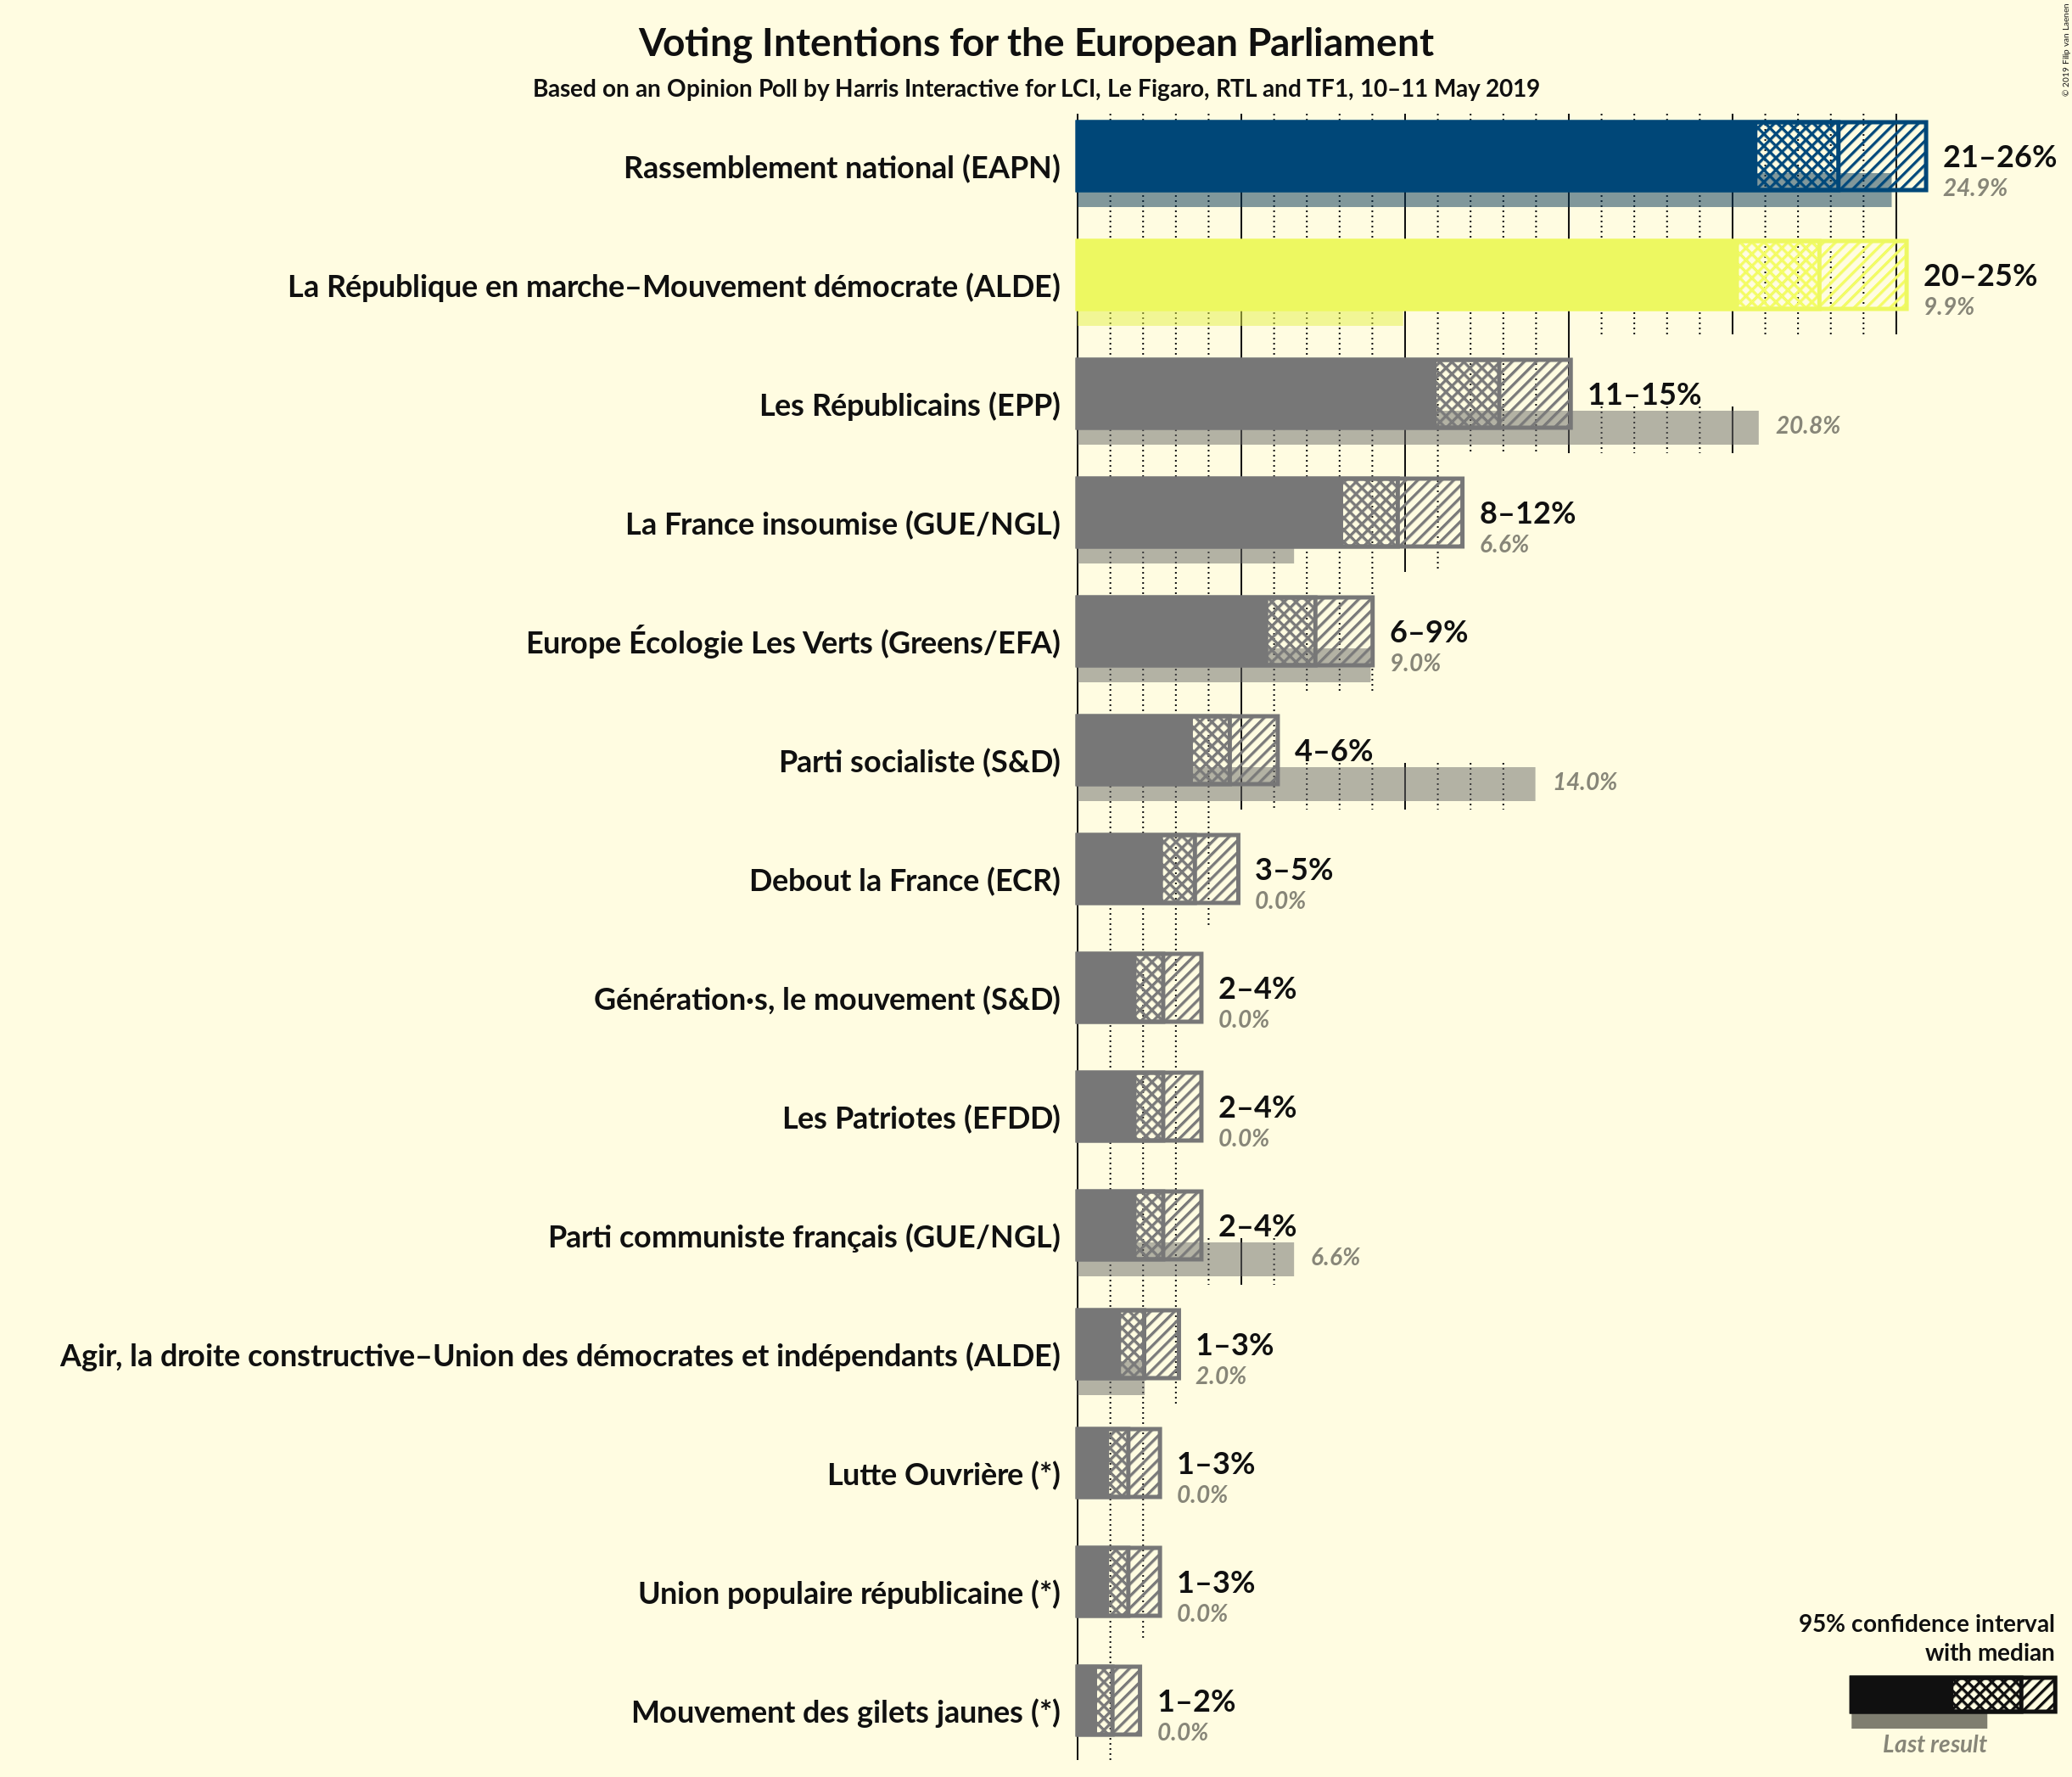 Voting Intentions for the European Parliament
Based on an Opinion Poll by Harris Interactive for LCI, Le Figaro, RTL and TF1, 10–11 May 2019
© 2019 Filip van Laenen
Rassemblement national (EAPN)
21–26%
24.9%
La République en marche–Mouvement démocrate (ALDE)
20–25%
9.9%
Les Républicains (EPP)
11–15%
20.8%
La France insoumise (GUE/NGL)
8–12%
6.6%
Europe Écologie Les Verts (Greens/EFA)
6–9%
9.0%
Parti socialiste (S&D)
4–6%
14.0%
Debout la France (ECR)
3–5%
0.0%
Génération·s, le mouvement (S&D)
2–4%
0.0%
Les Patriotes (EFDD)
2–4%
0.0%
Parti communiste français (GUE/NGL)
2–4%
6.6%
Agir, la droite constructive–Union des démocrates et indépendants (ALDE)
1–3%
2.0%
Lutte Ouvrière (*)
1–3%
0.0%
Union populaire républicaine (*)
1–3%
0.0%
Mouvement des gilets jaunes (*)
1–2%
0.0%
95% confidence interval
with median
Last result